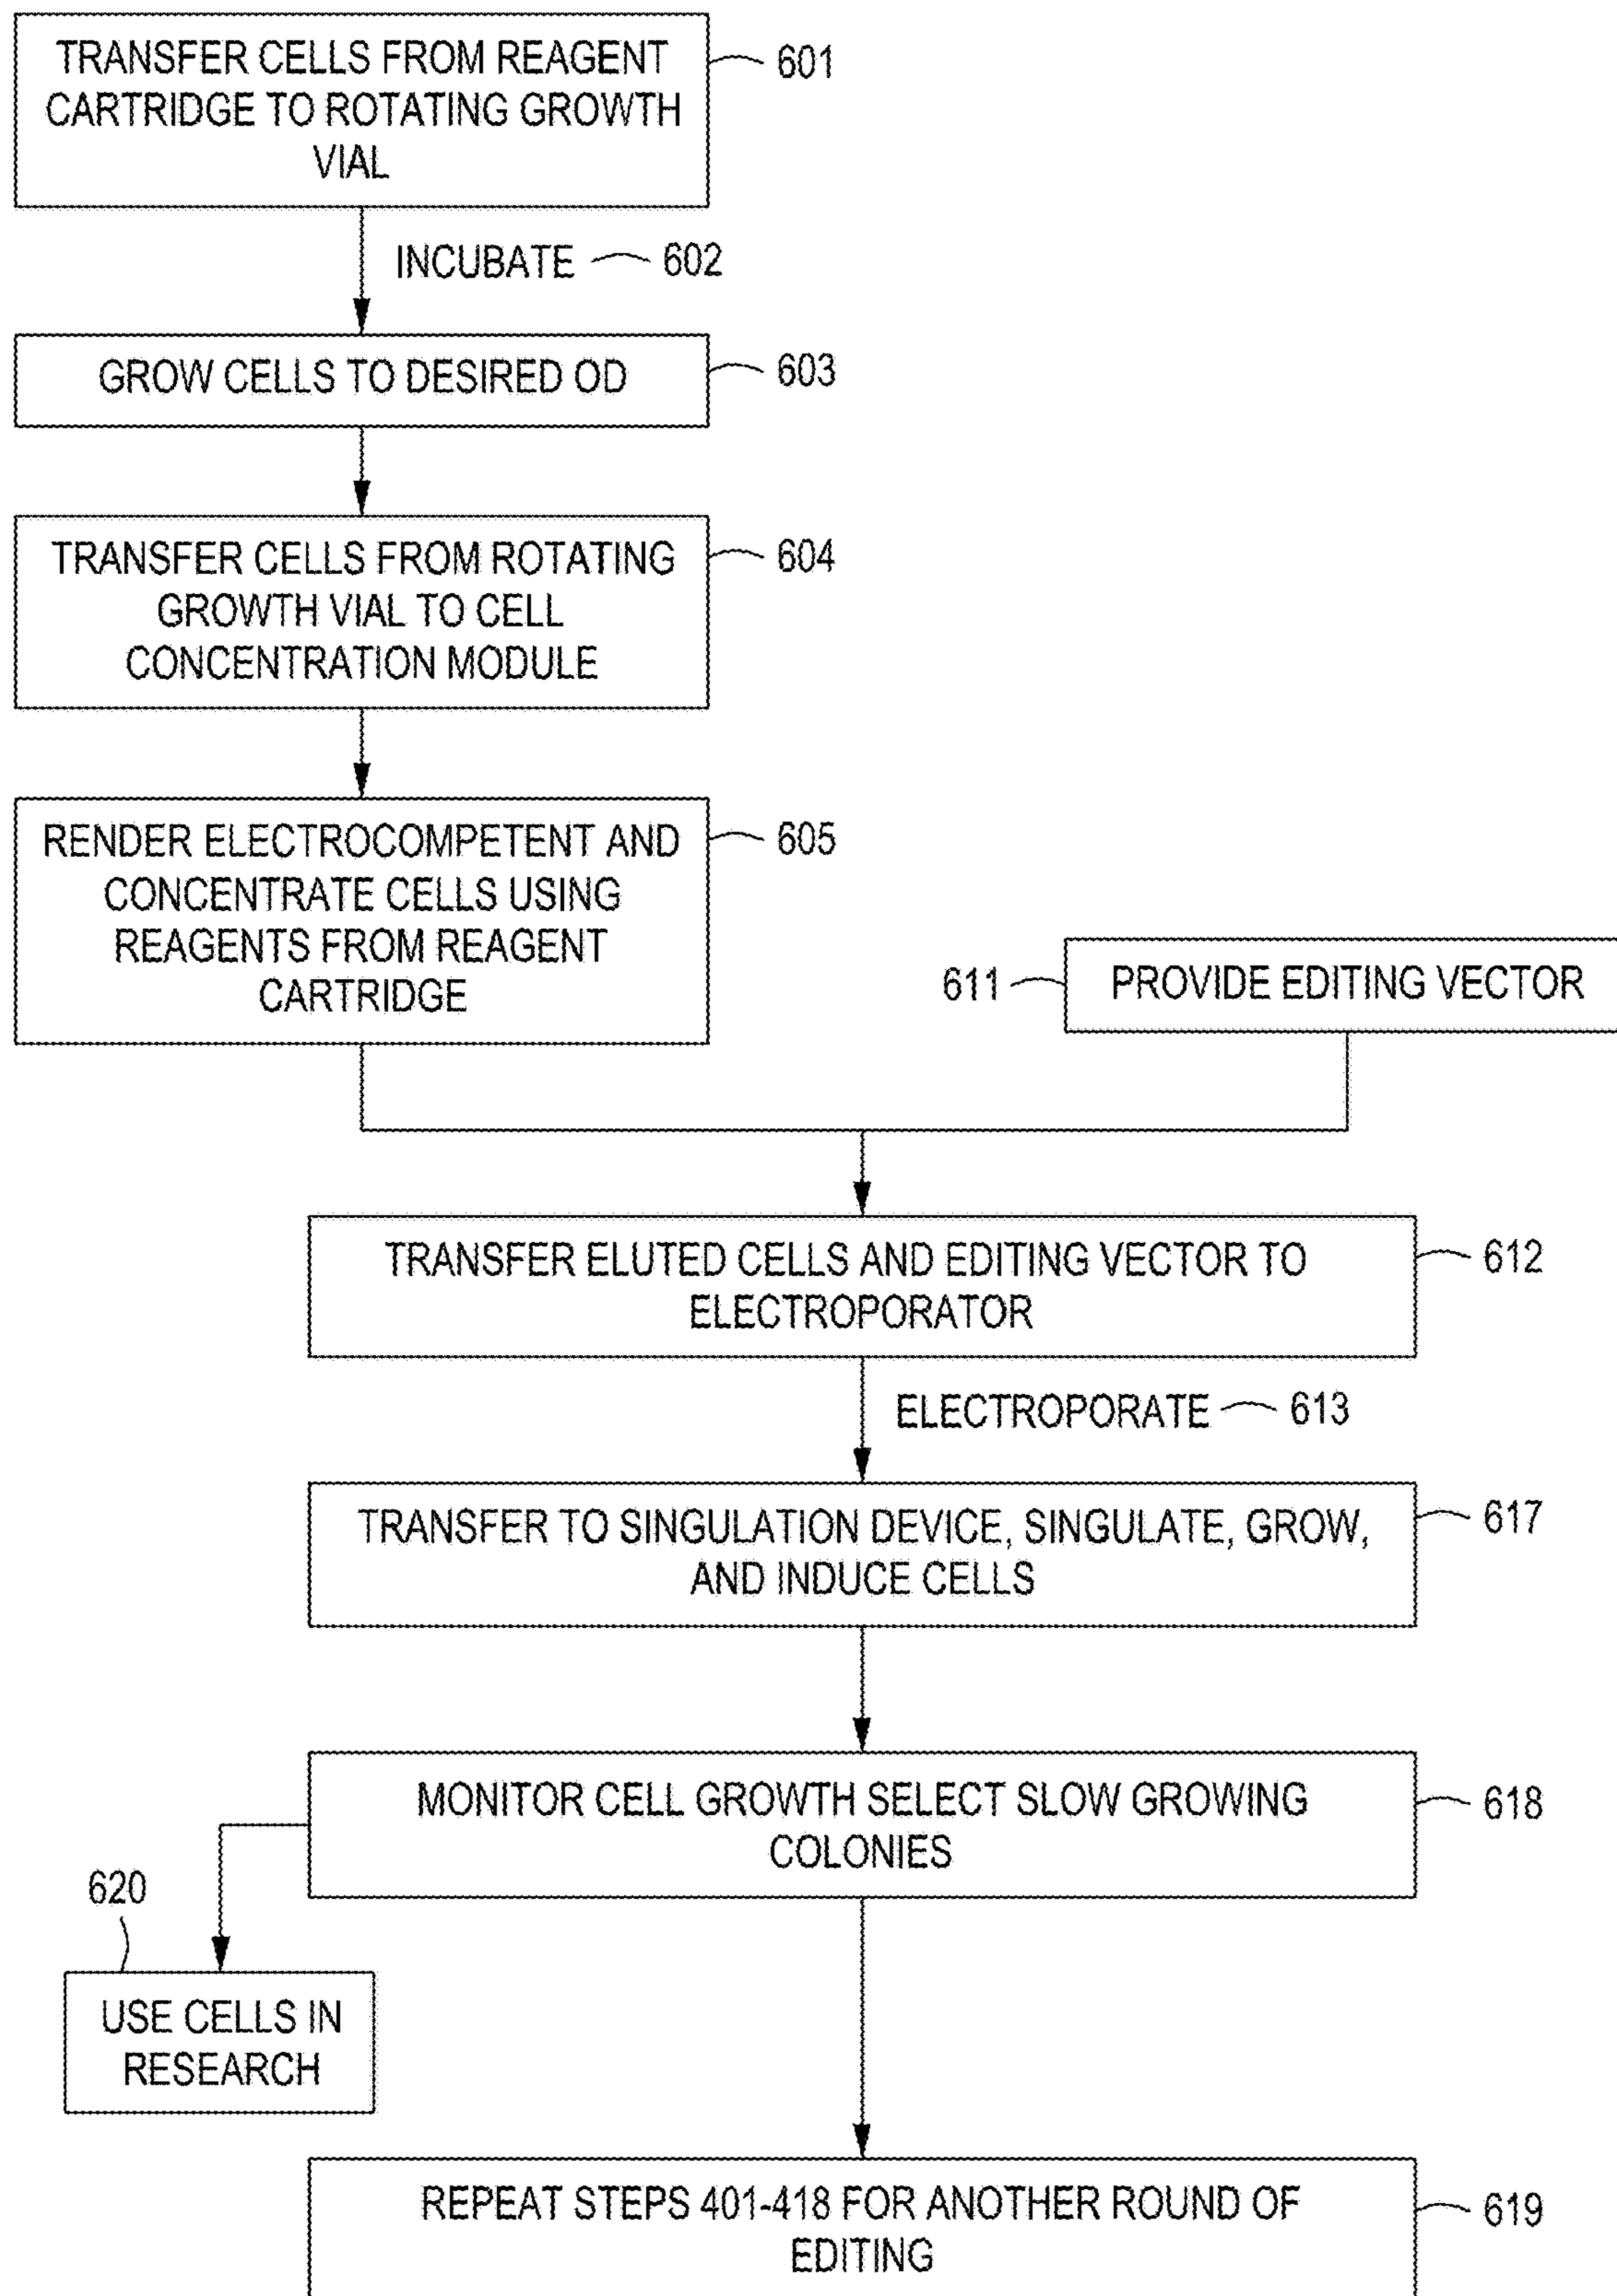 TRANSFER CELLS FROM REAGENT
CARTRIDGE TO ROTATING GROWTH
VIAL
601
INCUBATE
602
GROW CELLS TO DESIRED OD
603
TRANSFER CELLS FROM ROTATING
GROWTH VIAL TO CELL
CONCENTRATION MODULE
604
RENDER ELECTROCOMPETENT AND
CONCENTRATE CELLS USING
REAGENTS FROM REAGENT
CARTRIDGE
605
611
PROVIDE EDITING VECTOR
TRANSFER ELUTED CELLS AND EDITING VECTOR TO
ELECTROPORATOR
612
ELECTROPORATE
613
TRANSFER TO SINGULATION DEVICE, SINGULATE, GROW,
AND INDUCE CELLS
617
MONITOR CELL GROWTH SELECT SLOW GROWING
COLONIES
618
620
USE CELLS IN
RESEARCH
REPEAT STEPS 401-418 FOR ANOTHER ROUND OF
EDITING
619